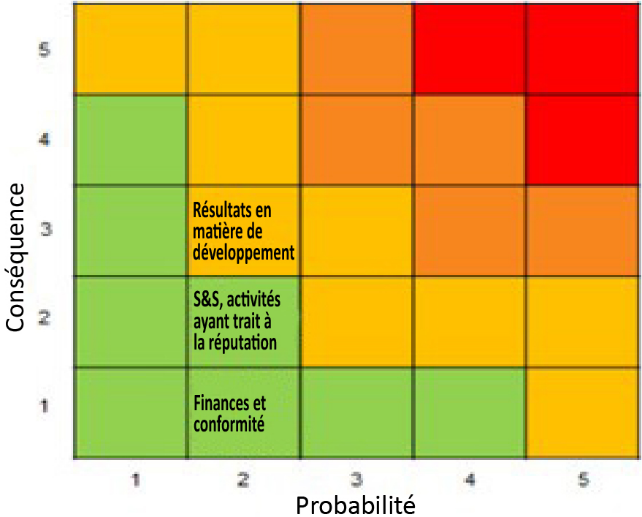 5
4
Résultats en
matière de
développement
3
Conséquence
S&S, activités
ayant trait à
la réputation
2
Finances et
conformité
1
1 2 3 4 5
Probabilité